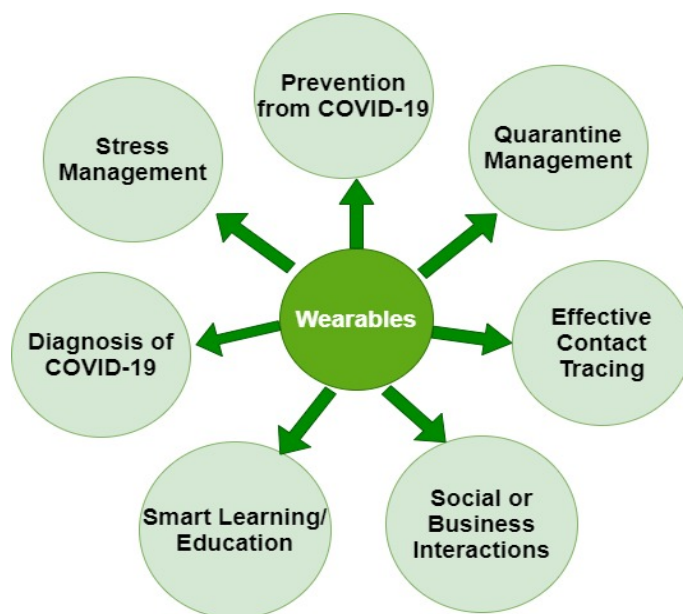 Prevention
from COVID-19
Quarantine
Management
Effective
Contact
Tracing
Social or
Business
Interactions
Smart Learning/
Education
Diagnosis of
COVID-19
Stress
Management
Wearables